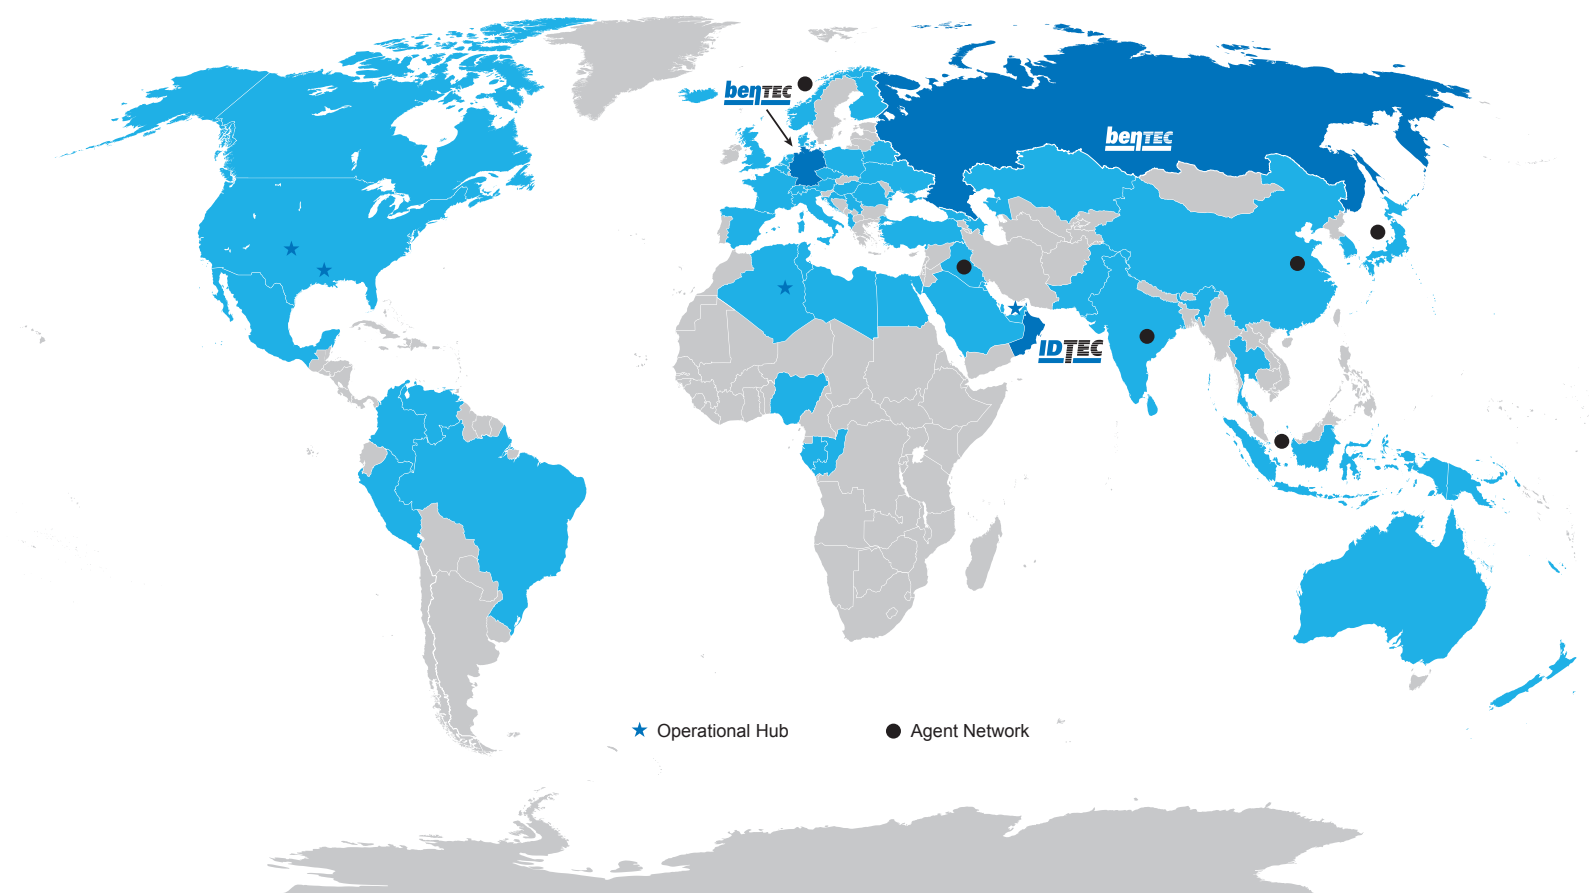 benTEC
benTEC
IDTEC
Operational Hub
Agent Network